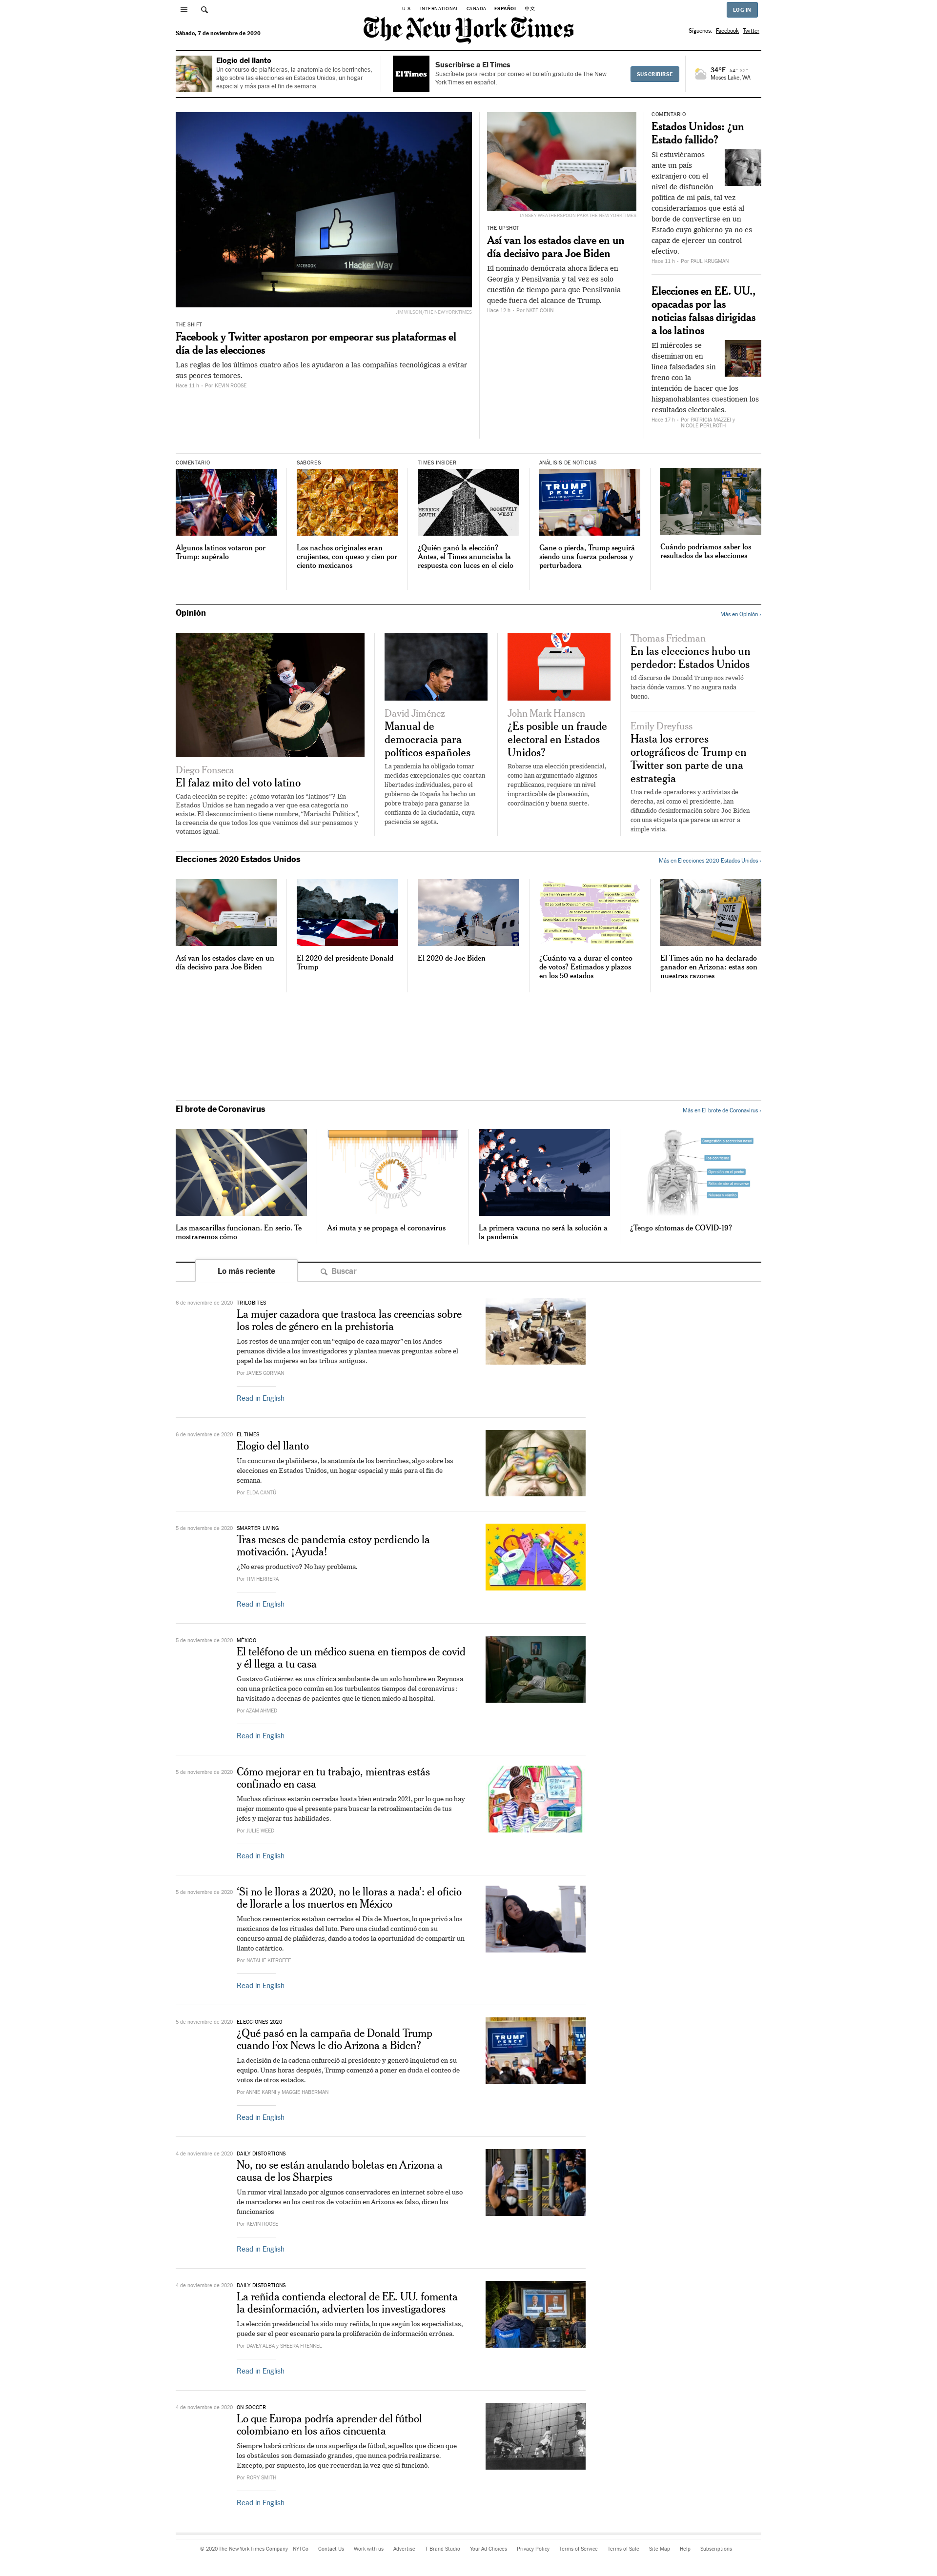 U.S. INTERNATIONAL CANADA ESPAÑOL 中文
LOG IN
The New York Times
Sábado, 7 de noviembre de 2020
Síguenos: Facebook Twitter
Elogio del llanto
Un concurso de plañideras, la anatomía de los berrinches,
algo sobre las elecciones en Estados Unidos, un hogar
espacial y más para el fin de semana.
El Times
Suscribirse a El Times
Suscríbete para recibir por correo el boletín gratuito de The New
York Times en español.
SUSCRIBIRSE
34°F 54° 32°
Moses Lake, WA
FACEBOOK 1 Hacker Way
JIM WILSON/THE NEW YORK TIMES
THE SHIFT
Facebook y Twitter apostaron por empeorar sus plataformas el
día de las elecciones
Las reglas de los últimos cuatro años les ayudaron a las compañías tecnológicas a evitar
sus peores temores.
Hace 11 h - Por KEVIN ROOSE
LYNSEY WEATHERSPOON PARA THE NEW YORK TIMES
THE UPSHOT
Así van los estados clave en un
día decisivo para Joe Biden
El nominado demócrata ahora lidera en
Georgia y Pensilvania y tal vez es solo
cuestión de tiempo para que Pensilvania
quede fuera del alcance de Trump.
Hace 12 h - Por NATE COHN
COMENTARIO
Estados Unidos: ¿un
Estado fallido?
Si estuviéramos
ante un país
extranjero con el
nivel de disfunción
política de mi país, tal vez
consideraríamos que está al
borde de convertirse en un
Estado cuyo gobierno ya no es
capaz de ejercer un control
efectivo.
Hace 11 h - Por PAUL KRUGMAN
Elecciones en EE. UU.,
opacadas por las
noticias falsas dirigidas
a los latinos
El miércoles se
diseminaron en
línea falsedades sin
freno con la
intención de hacer que los
hispanohablantes cuestionen los
resultados electorales.
Hace 17 h - Por PATRICIA MAZZEI y
NICOLE PERLROTH
COMENTARIO
Algunos latinos votaron por
Trump: supéralo
SABORES
Los nachos originales eran
crujientes, con queso y cien por
ciento mexicanos
TIMES INSIDER
HERRICK SOUTH
ROOSEVELT WEST
¿Quién ganó la elección?
Antes, el Times anunciaba la
respuesta con luces en el cielo
ANÁLISIS DE NOTICIAS
TRUMP PENCE
Gane o pierda, Trump seguirá
siendo una fuerza poderosa y
perturbadora
Cuándo podríamos saber los
resultados de las elecciones
Opinión
Más en Opinión ›
Diego Fonseca
El falaz mito del voto latino
Cada elección se repite: ¿cómo votarán los “latinos”? En
Estados Unidos se han negado a ver que esa categoría no
existe. El desconocimiento tiene nombre, “Mariachi Politics”,
la creencia de que todos los que venimos del sur pensamos y
votamos igual.
David Jiménez
Manual de
democracia para
políticos españoles
La pandemia ha obligado tomar
medidas excepcionales que coartan
libertades individuales, pero el
gobierno de España ha hecho un
pobre trabajo para ganarse la
confianza de la ciudadanía, cuya
paciencia se agota.
John Mark Hansen
¿Es posible un fraude
electoral en Estados
Unidos?
Robarse una elección presidencial,
como han argumentado algunos
republicanos, requiere un nivel
impracticable de planeación,
coordinación y buena suerte.
Thomas Friedman
En las elecciones hubo un
perdedor: Estados Unidos
El discurso de Donald Trump nos reveló
hacia dónde vamos. Y no augura nada
bueno.
Emily Dreyfuss
Hasta los errores
ortográficos de Trump en
Twitter son parte de una
estrategia
Una red de operadores y activistas de
derecha, así como el presidente, han
difundido desinformación sobre Joe Biden
con una etiqueta que parece un error a
simple vista.
Elecciones 2020 Estados Unidos
Más en Elecciones 2020 Estados Unidos ›
Así van los estados clave en un
día decisivo para Joe Biden
El 2020 del presidente Donald
Trump
El 2020 de Joe Biden
¿Cuánto va a durar el conteo
de votos? Estimados y plazos
en los 50 estados
VOTE HERE / AQUI
El Times aún no ha declarado
ganador en Arizona: estas son
nuestras razones
El brote de Coronavirus
Más en El brote de Coronavirus ›
Las mascarillas funcionan. En serio. Te
mostraremos cómo
Así muta y se propaga el coronavirus
La primera vacuna no será la solución a
la pandemia
¿Tengo síntomas de COVID-19?
Lo más reciente
Buscar
6 de noviembre de 2020
TRILOBITES
La mujer cazadora que trastoca las creencias sobre
los roles de género en la prehistoria
Los restos de una mujer con un “equipo de caza mayor” en los Andes
peruanos divide a los investigadores y plantea nuevas preguntas sobre el
papel de las mujeres en las tribus antiguas.
Por JAMES GORMAN
Read in English
6 de noviembre de 2020
EL TIMES
Elogio del llanto
Un concurso de plañideras, la anatomía de los berrinches, algo sobre las
elecciones en Estados Unidos, un hogar espacial y más para el fin de
semana.
Por ELDA CANTÚ
5 de noviembre de 2020
SMARTER LIVING
Tras meses de pandemia estoy perdiendo la
motivación. ¡Ayuda!
¿No eres productivo? No hay problema.
Por TIM HERRERA
Read in English
5 de noviembre de 2020
MÉXICO
El teléfono de un médico suena en tiempos de covid
y él llega a tu casa
Gustavo Gutiérrez es una clínica ambulante de un solo hombre en Reynosa
con una práctica poco común en los turbulentos tiempos del coronavirus:
ha visitado a decenas de pacientes que le tienen miedo al hospital.
Por AZAM AHMED
Read in English
5 de noviembre de 2020
Cómo mejorar en tu trabajo, mientras estás
confinado en casa
Muchas oficinas estarán cerradas hasta bien entrado 2021, por lo que no hay
mejor momento que el presente para buscar la retroalimentación de tus
jefes y mejorar tus habilidades.
Por JULIE WEED
Read in English
5 de noviembre de 2020
‘Si no le lloras a 2020, no le lloras a nada’: el oficio
de llorarle a los muertos en México
Muchos cementerios estaban cerrados el Día de Muertos, lo que privó a los
mexicanos de los rituales del luto. Pero una ciudad continuó con su
concurso anual de plañideras, dando a todos la oportunidad de compartir un
llanto catártico.
Por NATALIE KITROEFF
Read in English
5 de noviembre de 2020
ELECCIONES 2020
¿Qué pasó en la campaña de Donald Trump
cuando Fox News le dio Arizona a Biden?
La decisión de la cadena enfureció al presidente y generó inquietud en su
equipo. Unas horas después, Trump comenzó a poner en duda el conteo de
votos de otros estados.
Por ANNIE KARNI y MAGGIE HABERMAN
Read in English
TRUMP PENCE
4 de noviembre de 2020
DAILY DISTORTIONS
No, no se están anulando boletas en Arizona a
causa de los Sharpies
Un rumor viral lanzado por algunos conservadores en internet sobre el uso
de marcadores en los centros de votación en Arizona es falso, dicen los
funcionarios
Por KEVIN ROOSE
Read in English
4 de noviembre de 2020
DAILY DISTORTIONS
La reñida contienda electoral de EE. UU. fomenta
la desinformación, advierten los investigadores
La elección presidencial ha sido muy reñida, lo que según los especialistas,
puede ser el peor escenario para la proliferación de información errónea.
Por DAVEY ALBA y SHEERA FRENKEL
Read in English
4 de noviembre de 2020
ON SOCCER
Lo que Europa podría aprender del fútbol
colombiano en los años cincuenta
Siempre habrá críticos de una superliga de fútbol, aquellos que dicen que
los obstáculos son demasiado grandes, que nunca podría realizarse.
Excepto, por supuesto, los que recuerdan la vez que sí funcionó.
Por RORY SMITH
Read in English
© 2020 The New York Times Company NYTCo Contact Us Work with us Advertise T Brand Studio Your Ad Choices Privacy Policy Terms of Service Terms of Sale Site Map Help Subscriptions